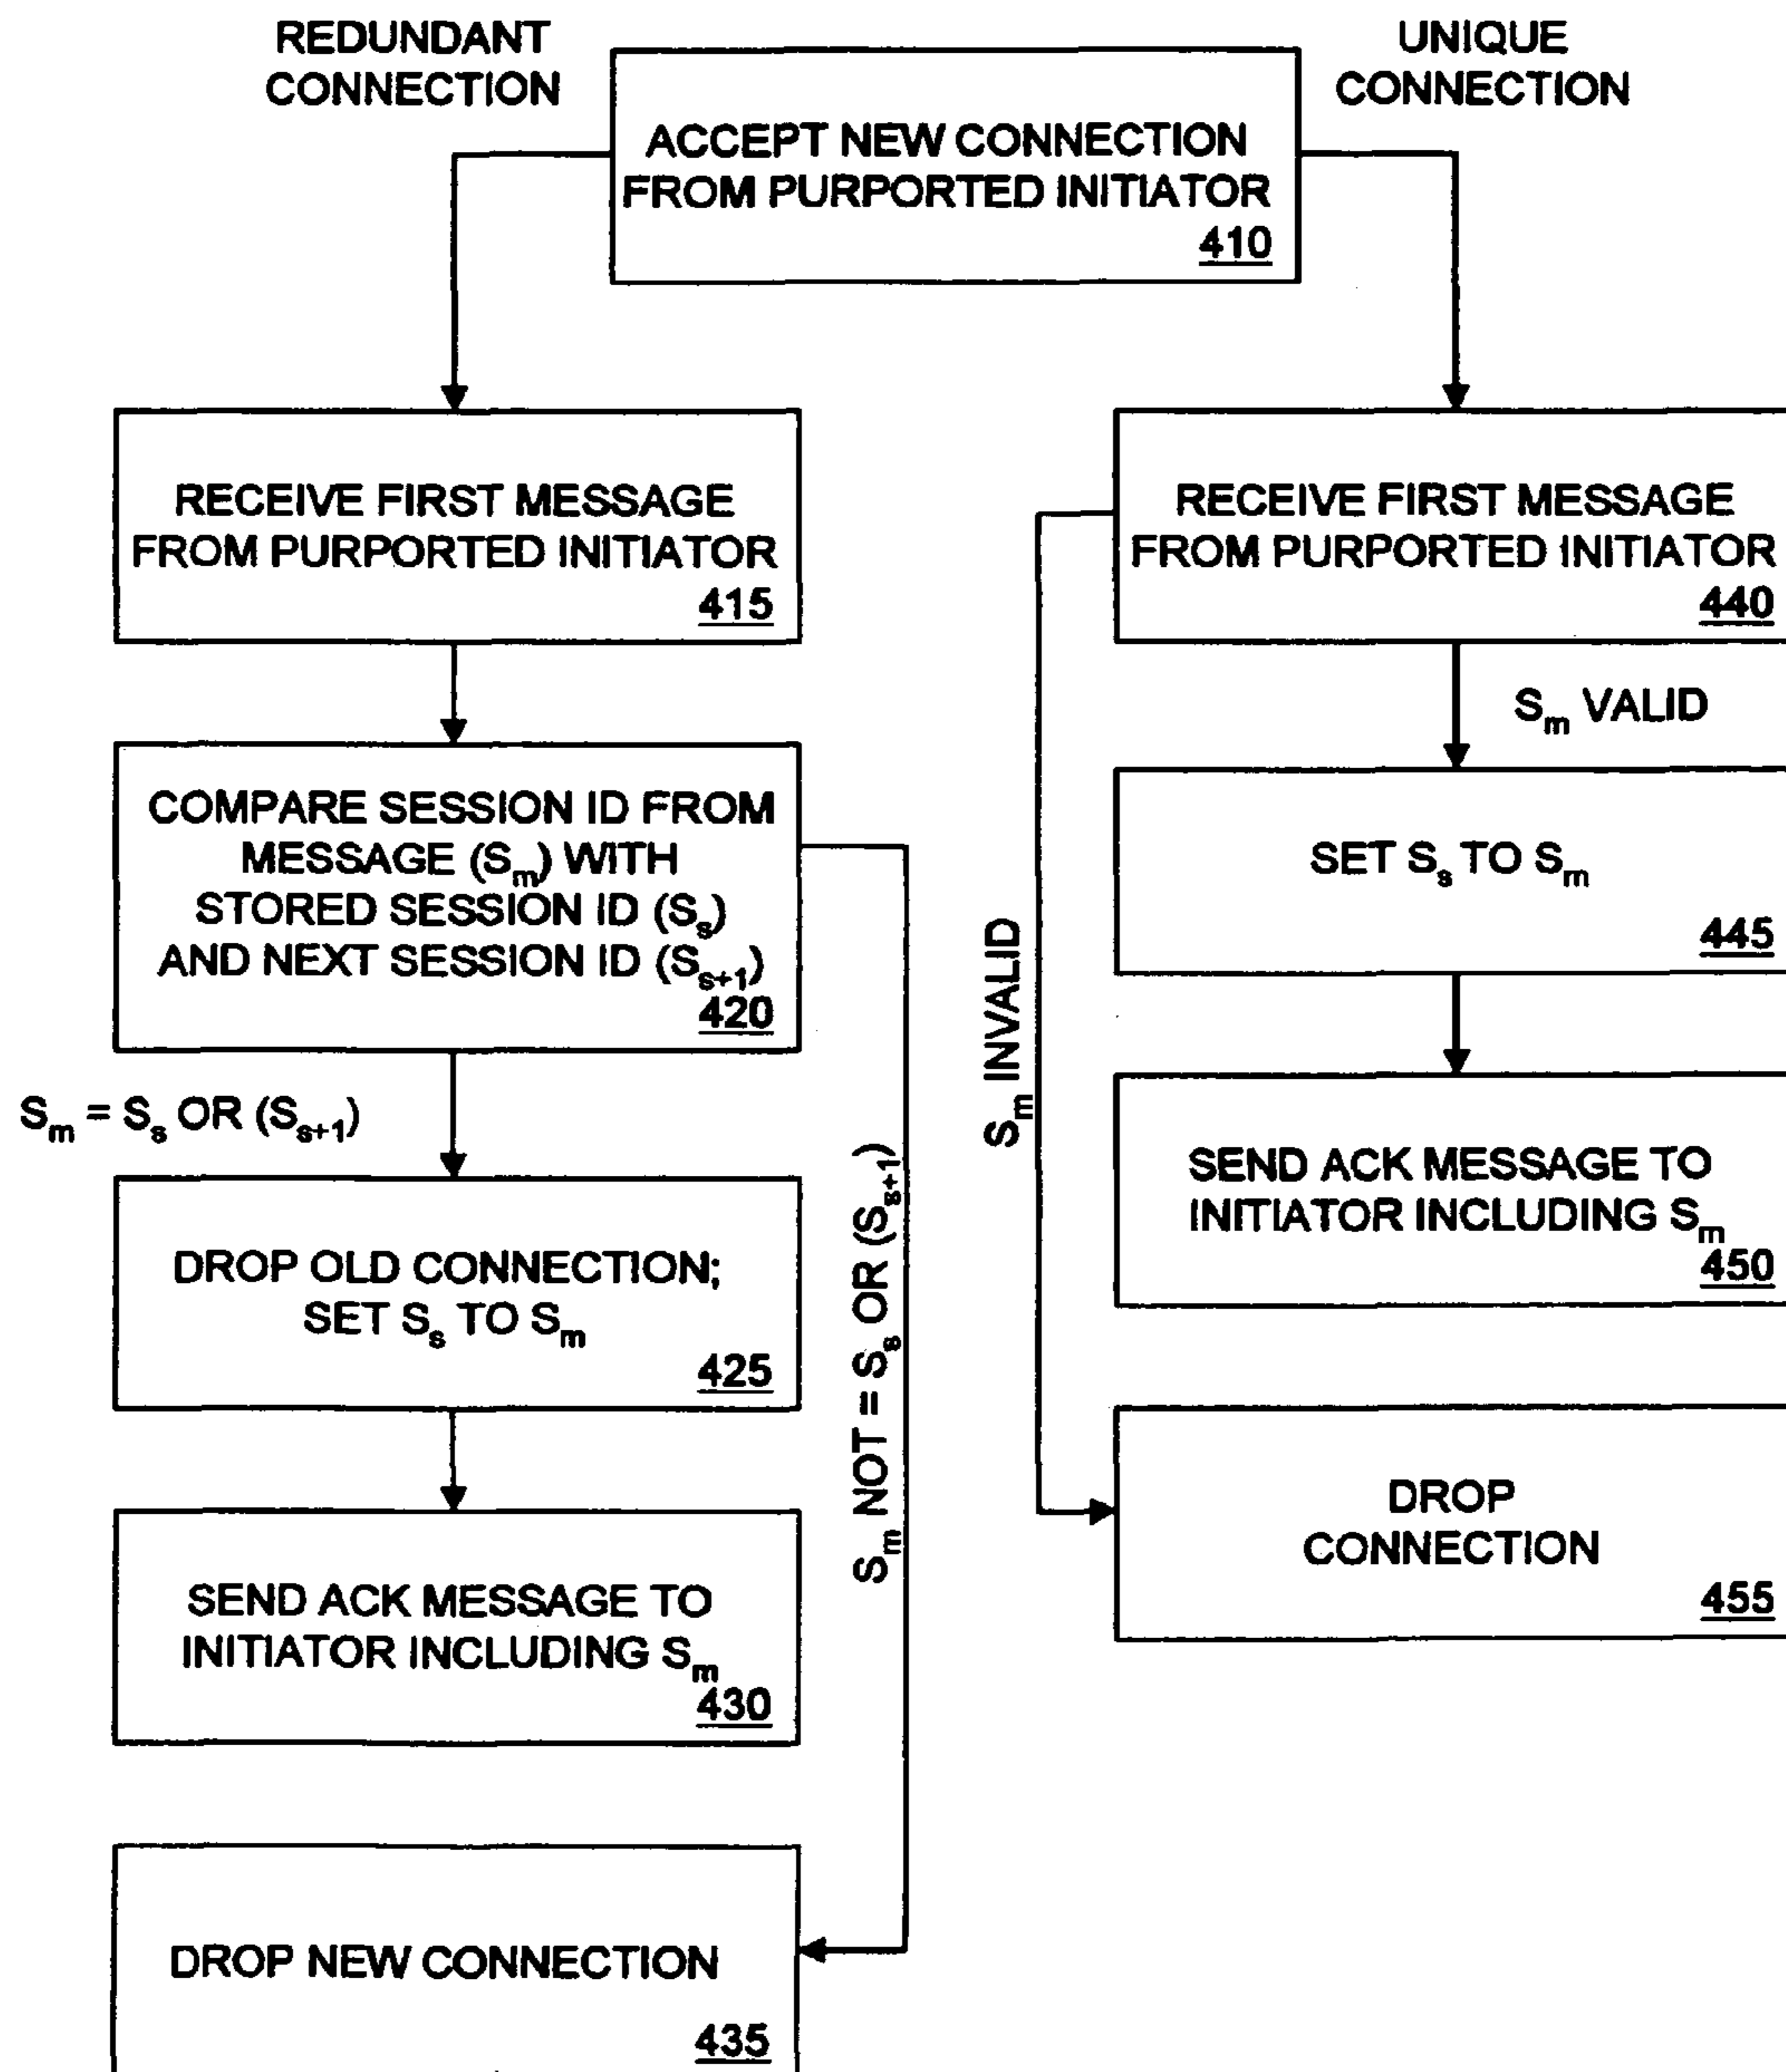 REDUNDANT
CONNECTION
UNIQUE
CONNECTION
ACCEPT NEW CONNECTION
FROM PURPORTED INITIATOR
410
RECEIVE FIRST MESSAGE
FROM PURPORTED INITIATOR
415
COMPARE SESSION ID FROM
MESSAGE (Sm) WITH
STORED SESSION ID (Ss)
AND NEXT SESSION ID (Ss+1)
420
Sm = Ss OR (Ss+1)
Sm NOT = Ss OR (Ss+1)
DROP OLD CONNECTION;
SET Ss TO Sm
425
SEND ACK MESSAGE TO
INITIATOR INCLUDING Sm
430
DROP NEW CONNECTION
435
RECEIVE FIRST MESSAGE
FROM PURPORTED INITIATOR
440
Sm VALID
Sm INVALID
SET Ss TO Sm
445
SEND ACK MESSAGE TO
INITIATOR INCLUDING Sm
450
DROP
CONNECTION
455